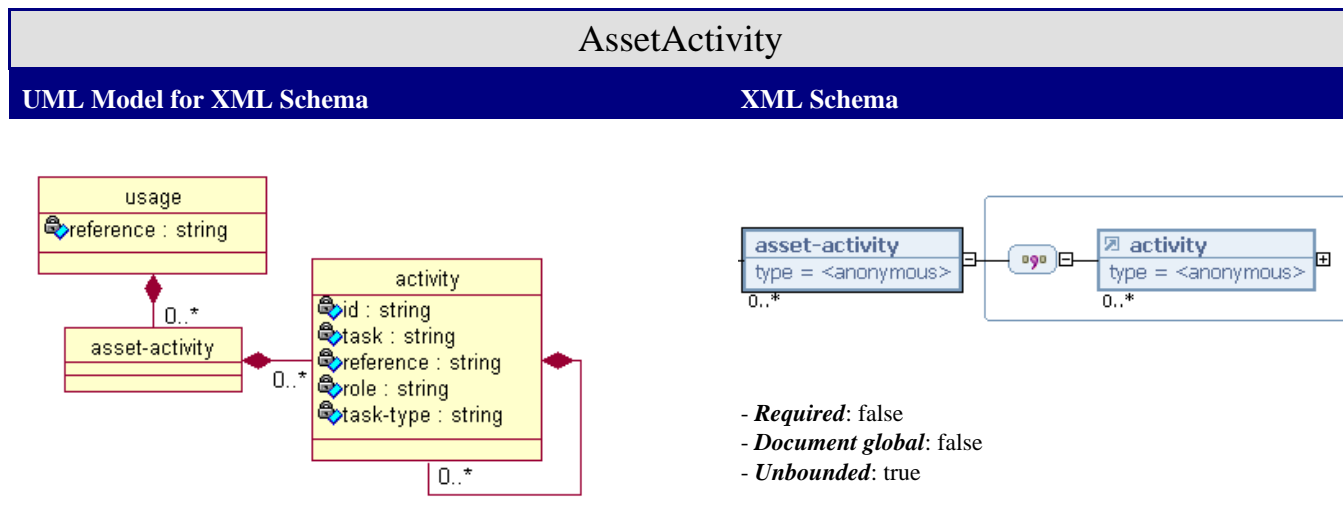 AssetActivity
UML Model for XML Schema
XML Schema
usage
reference : string
0..*
asset-activity
0..*
activity
id : string
task : string
reference : string
role : string
task-type : string
0..*
asset-activity
type = <anonymous>
0..*
activity
type = <anonymous>
0..*
- Required: false
- Document global: false
- Unbounded: true